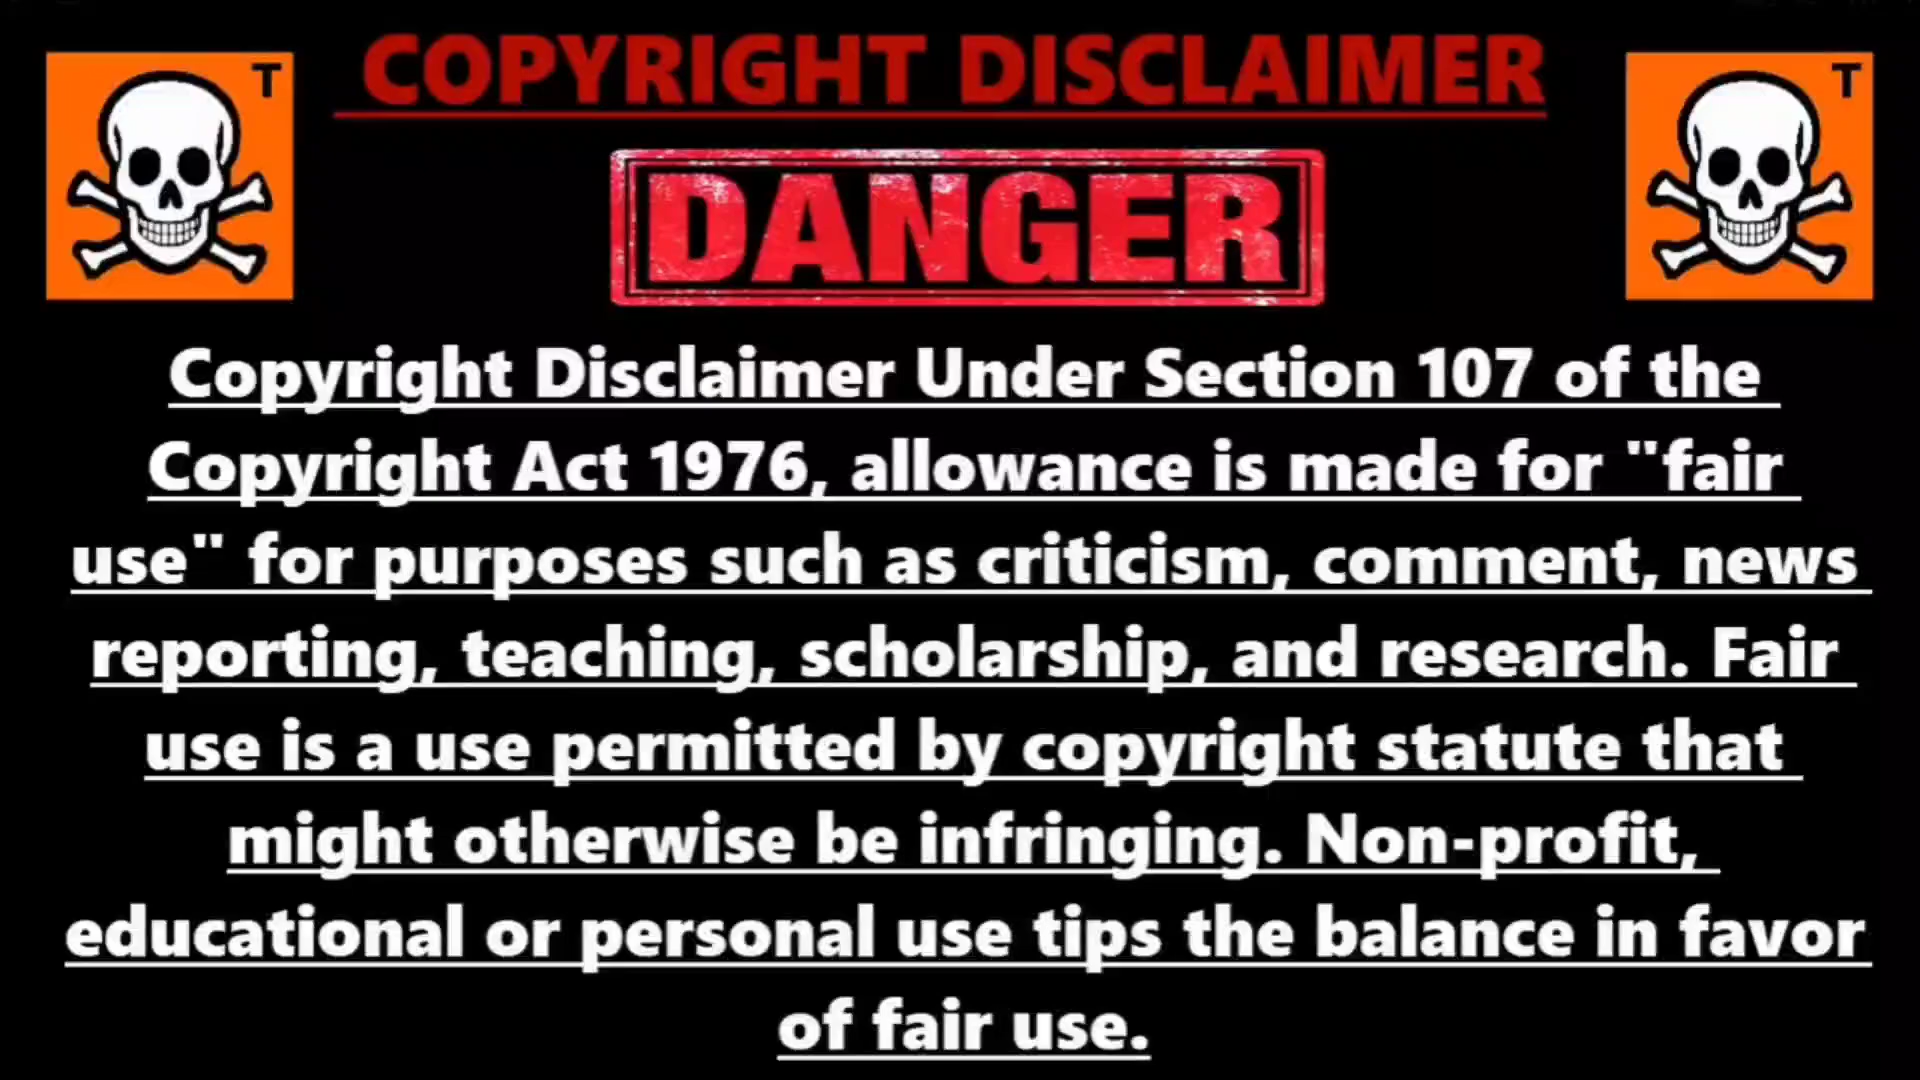 T COPYRIGHT DISCLAIMER T
DANGER
Copyright Disclaimer Under Section 107 of the
Copyright Act 1976, allowance is made for "fair
use" for purposes such as criticism, comment, news
reporting, teaching, scholarship, and research. Fair
use is a use permitted by copyright statute that
might otherwise be infringing. Non-profit,
educational or personal use tips the balance in favor
of fair use.